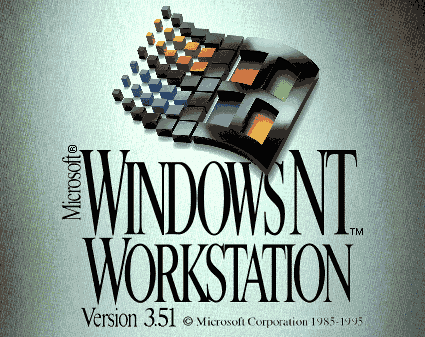 Microsoft®
WINDOWS NT™
WORKSTATION
Version 3.51 © Microsoft Corporation 1985-1995